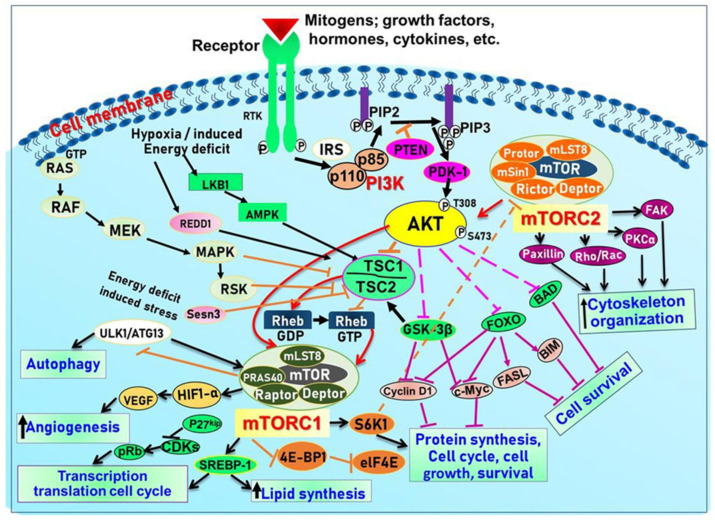 Mitogens; growth factors,
hormones, cytokines, etc.
Receptor
Cell membrane
RTK
P
P
IRS
p85
p110
PI3K
PIP2
P P
PTEN
PIP3
P P
P
PDK-1
P
T308
AKT
P
S473
Protor
mLST8
mSin1
mTOR
Rictor
Deptor
mTORC2
FAK
PKCα
Paxillin
Rho/Rac
Cytoskeleton
organization
Hypoxia / induced
Energy deficit
GTP
RAS
RAF
MEK
MAPK
RSK
LKB1
AMPK
REDD1
Energy deficit
induced stress
Sesn3
TSC1
TSC2
Rheb
GDP
Rheb
GTP
GSK-3β
FOXO
BAD
BIM
FASL
Cyclin D1
c-Myc
Cell survival
ULKI/ATG13
Autophagy
mLST8
PRAS40
mTOR
Raptor
Deptor
mTORC1
HIF1-α
VEGF
Angiogenesis
P27kip
CDKs
pRb
Transcription
translation cell cycle
SREBP-1
Lipid synthesis
4E-BP1
eIF4E
S6K1
Protein synthesis,
Cell cycle, cell
growth, survival